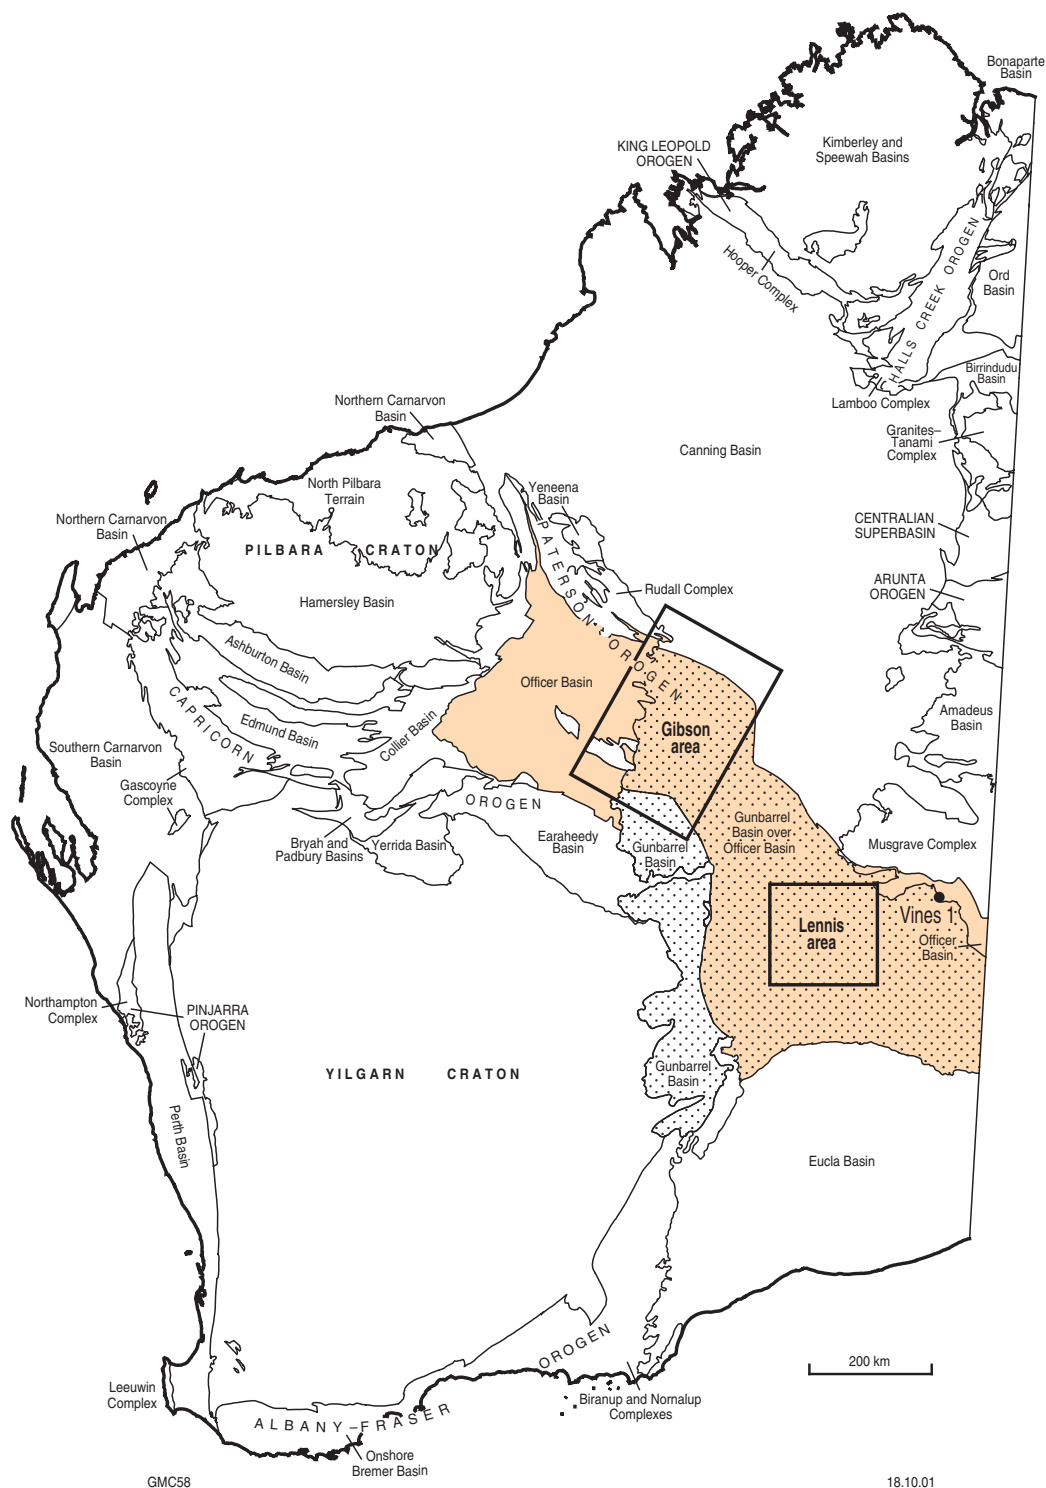 Bonaparte
Basin
KING LEOPOLD
OROGEN
Kimberley and
Speewah Basins
Hooper Complex
HALLS CREEK OROGEN
Ord
Basin
Birrindudu
Basin
Lamboo Complex
Northern Carnarvon
Basin
Granites–
Tanami
Complex
Canning Basin
North Pilbara
Terrain
Yeneena
Basin
Northern Carnarvon
Basin
CENTRALIAN
SUPERBASIN
PILBARA CRATON
PATERSON OROGEN
Rudall Complex
ARUNTA
OROGEN
Hamersley Basin
Ashburton Basin
Officer Basin
CAPRICORN
Edmund Basin
Collier Basin
Gibson
area
Amadeus
Basin
Southern Carnarvon
Basin
Gascoyne
Complex
OROGEN
Gunbarrel
Basin over
Officer Basin
Bryah and
Padbury Basins
Yerrida Basin
Earaheedy
Basin
Gunbarrel
Basin
Musgrave Complex
Lennis
area
Vines 1
Officer
Basin
Northampton
Complex
PINJARRA
OROGEN
YILGARN CRATON
Gunbarrel
Basin
Perth Basin
Eucla Basin
OROGEN
200 km
Leeuwin
Complex
ALBANY–FRASER
Biranup and Nornalup
Complexes
Onshore
Bremer Basin
GMC58
18.10.01